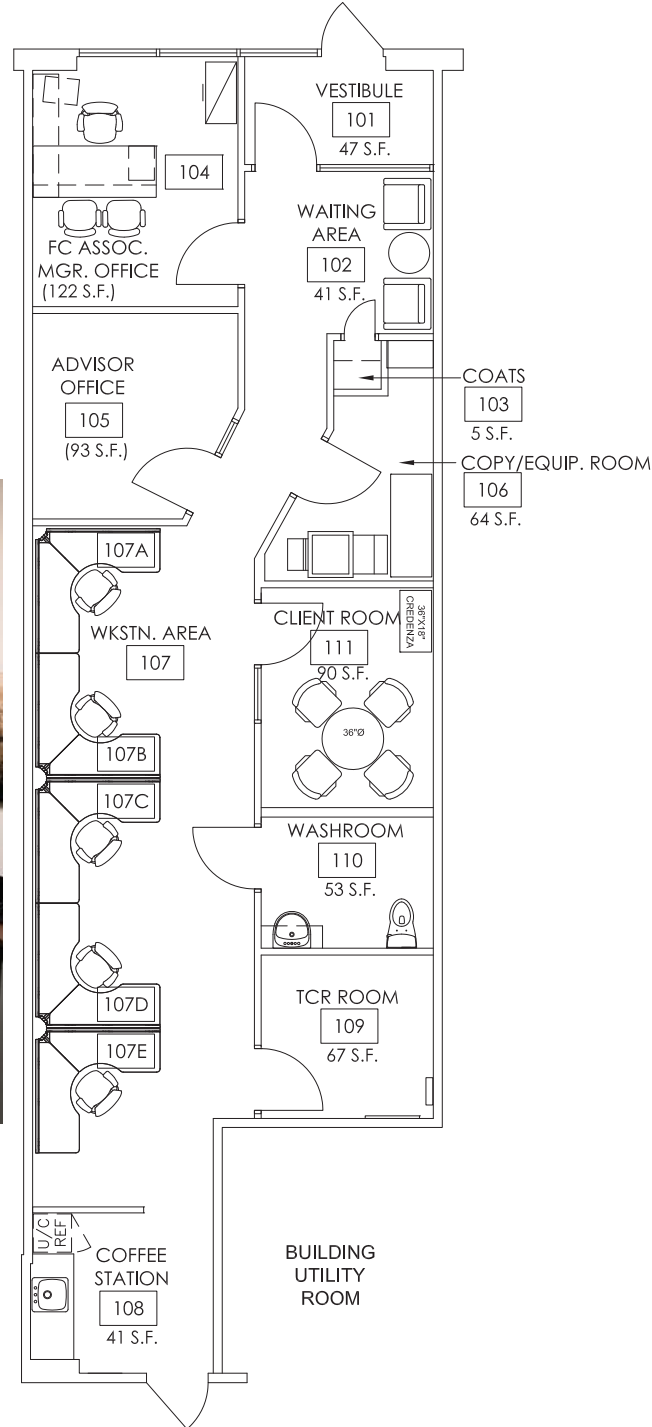 VESTIBULE
101
47 S.F.
104
WAITING
AREA
102
41 S.F.
FC ASSOC.
MGR. OFFICE
(122 S.F.)
ADVISOR
OFFICE
105
(93 S.F.)
COATS
103
5 S.F.
COPY/EQUIP. ROOM
106
64 S.F.
107A
WKSTN. AREA
107
107B
107C
107D
107E
CLIENT ROOM
111
90 S.F.
36"X18"
CREDENZA
36"Ø
WASHROOM
110
53 S.F.
TCR ROOM
109
67 S.F.
U/C
REF
COFFEE
STATION
108
41 S.F.
BUILDING
UTILITY
ROOM